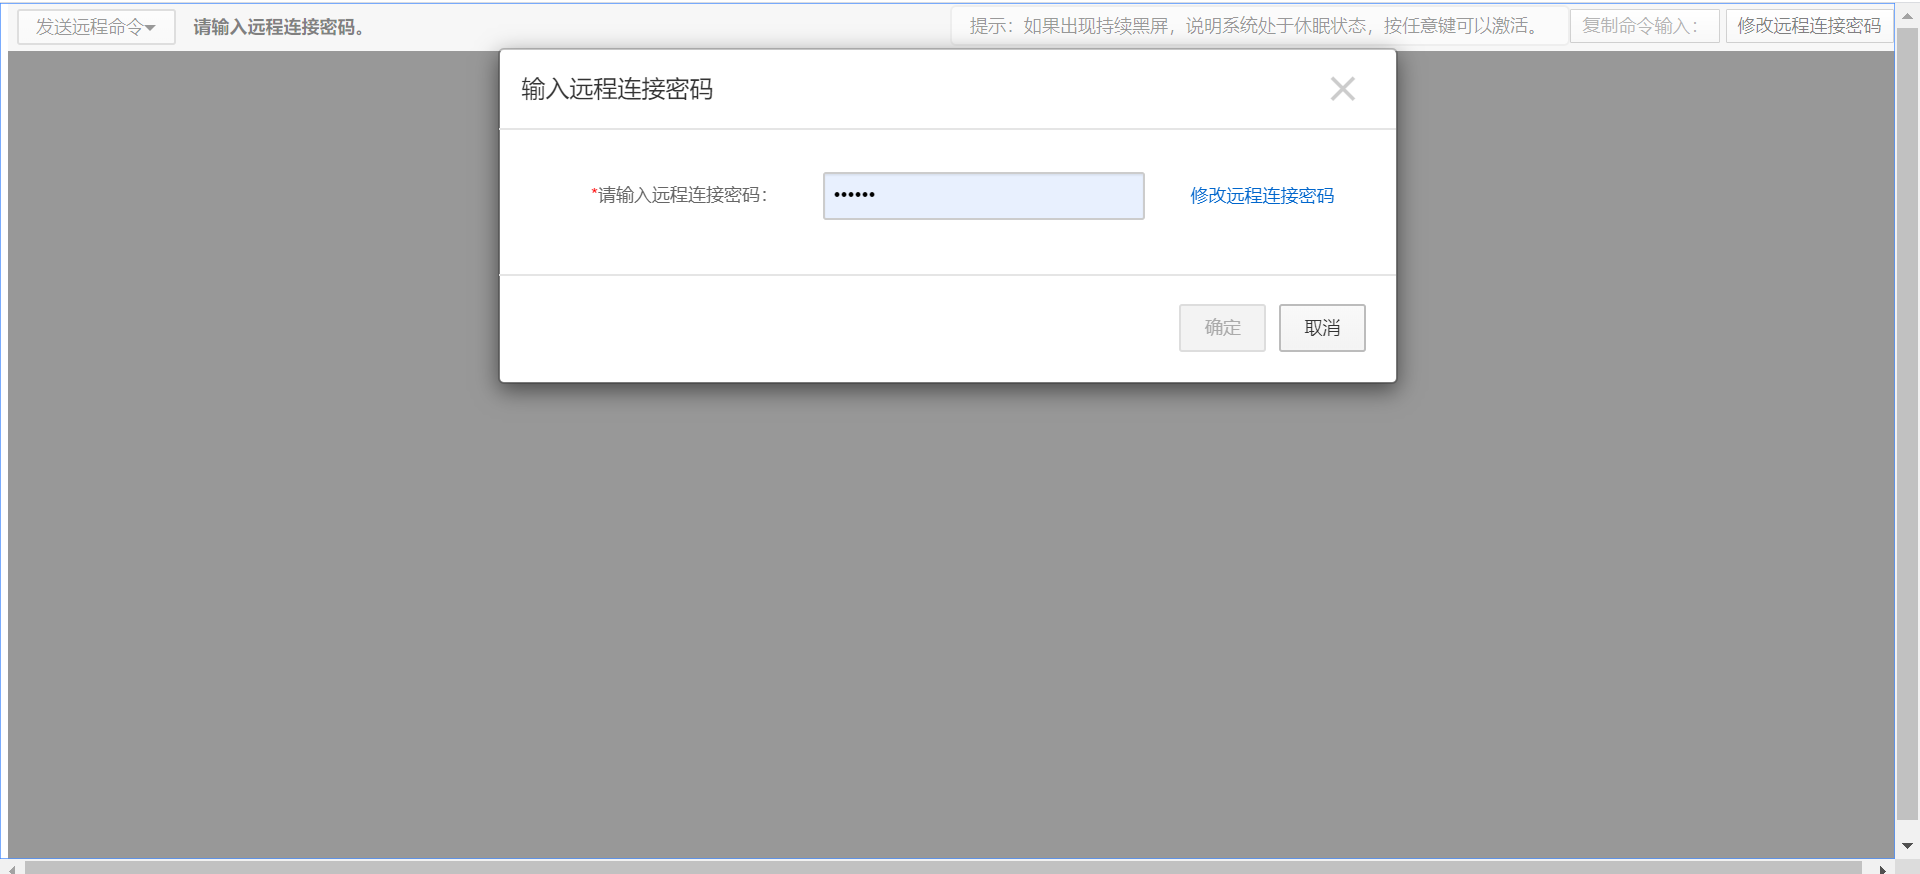 发送远程命令
请输入远程连接密码。
提示：如果出现持续黑屏，说明系统处于休眠状态，按任意键可以激活。
复制命令输入：
修改远程连接密码
输入远程连接密码
*请输入远程连接密码：
••••••
修改远程连接密码
确定
取消